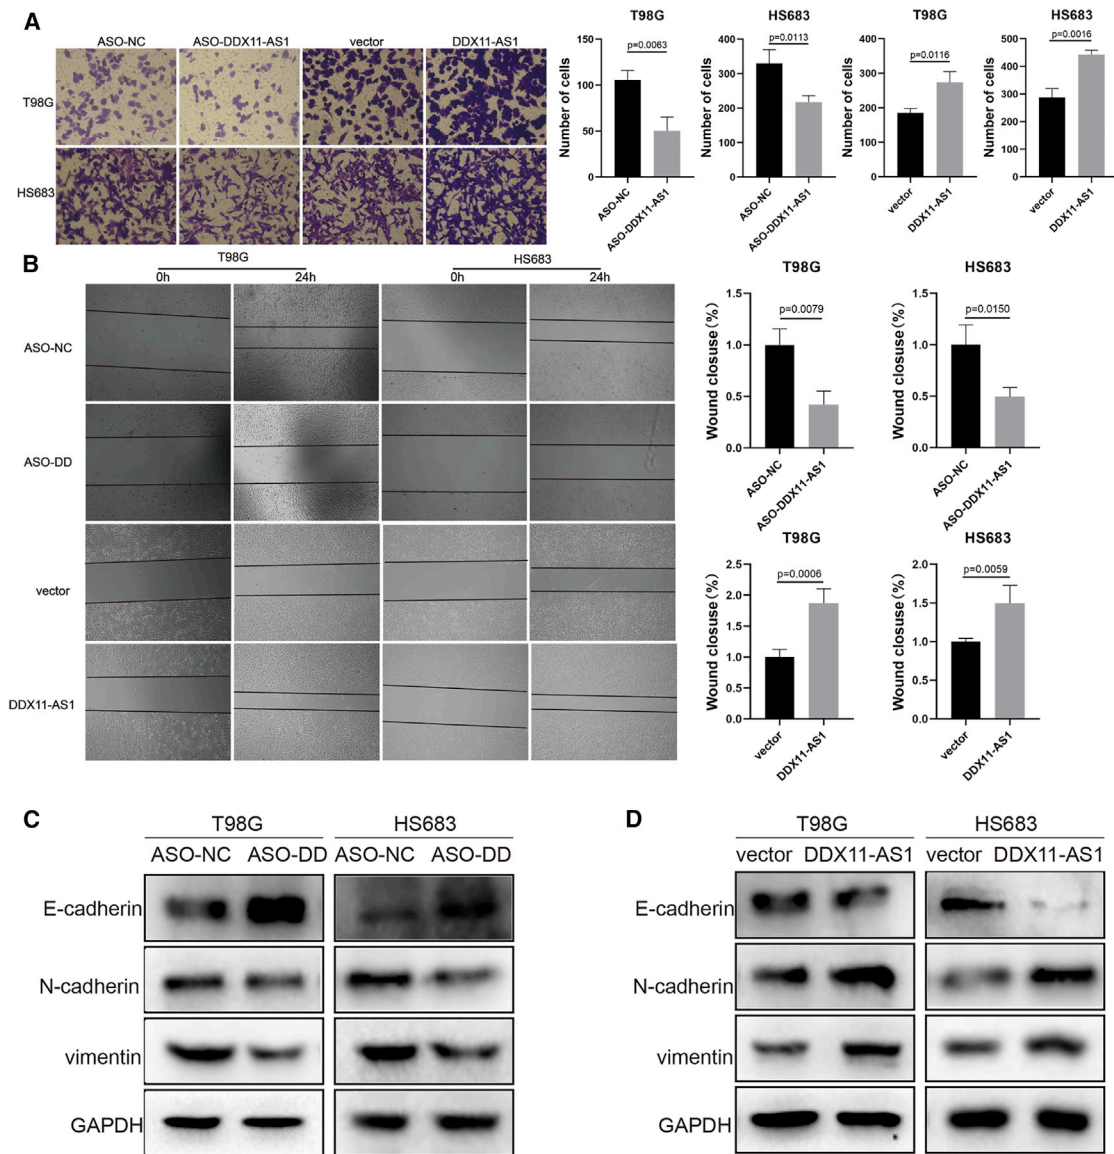 A
ASO-NC ASO-DDX11-AS1 vector DDX11-AS1
T98G
HS683
T98G
p=0.0063
Number of cells
150
100
50
0
ASO-NC
ASO-DDX11-AS1
HS683
p=0.0113
Number of cells
400
300
200
100
0
ASO-NC
ASO-DDX11-AS1
T98G
p=0.0116
Number of cells
400
300
200
100
0
vector
DDX11-AS1
HS683
p=0.0016
Number of cells
500
400
300
200
100
0
vector
DDX11-AS1
B
T98G HS683
0h 24h 0h 24h
ASO-NC
ASO-DD
vector
DDX11-AS1
T98G
p=0.0079
Wound closuse (%)
1.5
1.0
0.5
0.0
ASO-NC
ASO-DDX11-AS1
HS683
p=0.0150
Wound closuse (%)
1.5
1.0
0.5
0.0
ASO-NC
ASO-DDX11-AS1
T98G
p=0.0006
Wound closuse (%)
2.5
2.0
1.5
1.0
0.5
0.0
vector
DDX11-AS1
HS683
p=0.0059
Wound closuse (%)
2.0
1.5
1.0
0.5
0.0
vector
DDX11-AS1
C
T98G HS683
ASO-NC ASO-DD ASO-NC ASO-DD
E-cadherin
N-cadherin
vimentin
GAPDH
D
T98G HS683
vector DDX11-AS1 vector DDX11-AS1
E-cadherin
N-cadherin
vimentin
GAPDH